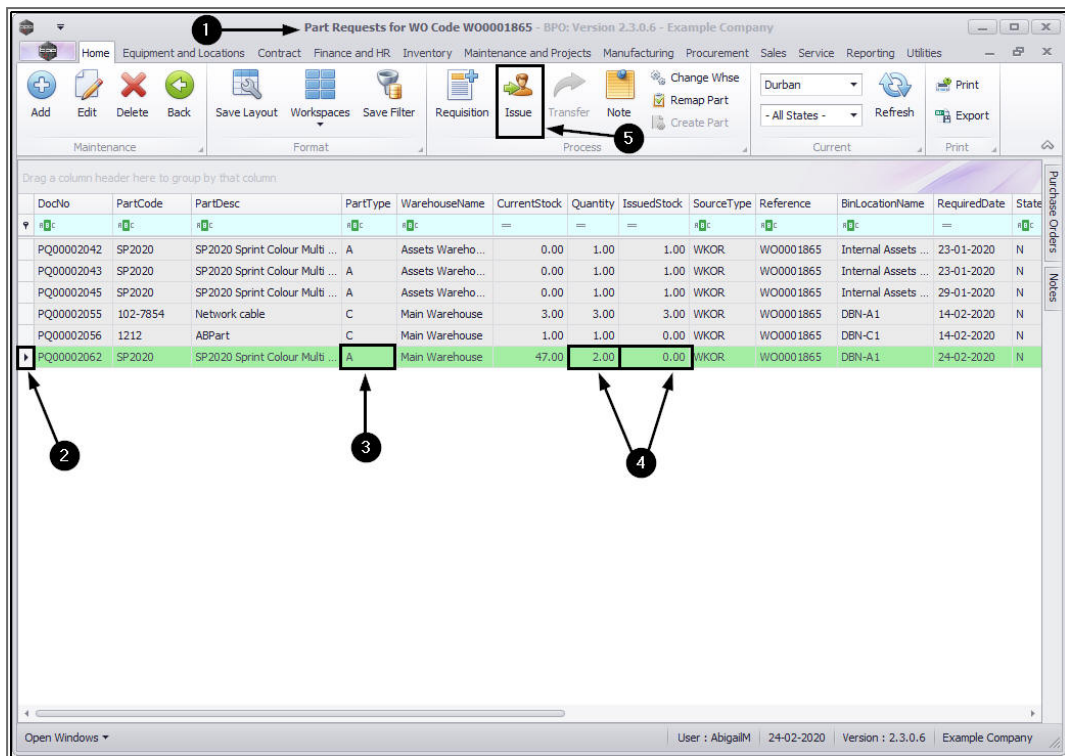 1
Part Requests for WO Code WO0001865 - BPO: Version 2.3.0.6 - Example Company
Home Equipment and Locations Contract Finance and HR Inventory Maintenance and Projects Manufacturing Procurement Sales Service Reporting Utilities
Add Edit Delete Back Save Layout Workspaces Save Filter Requisition Issue Transfer Note
Change Whse
Remap Part
Create Part
Durban
- All States -
Refresh
Print
Export
5
Maintenance Format Process Current Print
Drag a column header here to group by that column
DocNo PartCode PartDesc PartType WarehouseName CurrentStock Quantity IssuedStock SourceType Reference BinLocationName RequiredDate State
PQ00002042 SP2020 SP2020 Sprint Colour Multi ... A Assets Wareho... 0.00 1.00 1.00 WKOR WO0001865 Internal Assets ... 23-01-2020 N
PQ00002043 SP2020 SP2020 Sprint Colour Multi ... A Assets Wareho... 0.00 1.00 1.00 WKOR WO0001865 Internal Assets ... 23-01-2020 N
PQ00002045 SP2020 SP2020 Sprint Colour Multi ... A Assets Wareho... 0.00 1.00 1.00 WKOR WO0001865 Internal Assets ... 29-01-2020 N
PQ00002055 102-7854 Network cable C Main Warehouse 3.00 3.00 3.00 WKOR WO0001865 DBN-A1 14-02-2020 N
PQ00002056 1212 ABPart C Main Warehouse 1.00 1.00 0.00 WKOR WO0001865 DBN-C1 14-02-2020 N
PQ00002062 SP2020 SP2020 Sprint Colour Multi ... A Main Warehouse 47.00 2.00 0.00 WKOR WO0001865 DBN-A1 24-02-2020 N
Purchase Orders
Notes
2
3
4
Open Windows
User : AbigailM 24-02-2020 Version : 2.3.0.6 Example Company